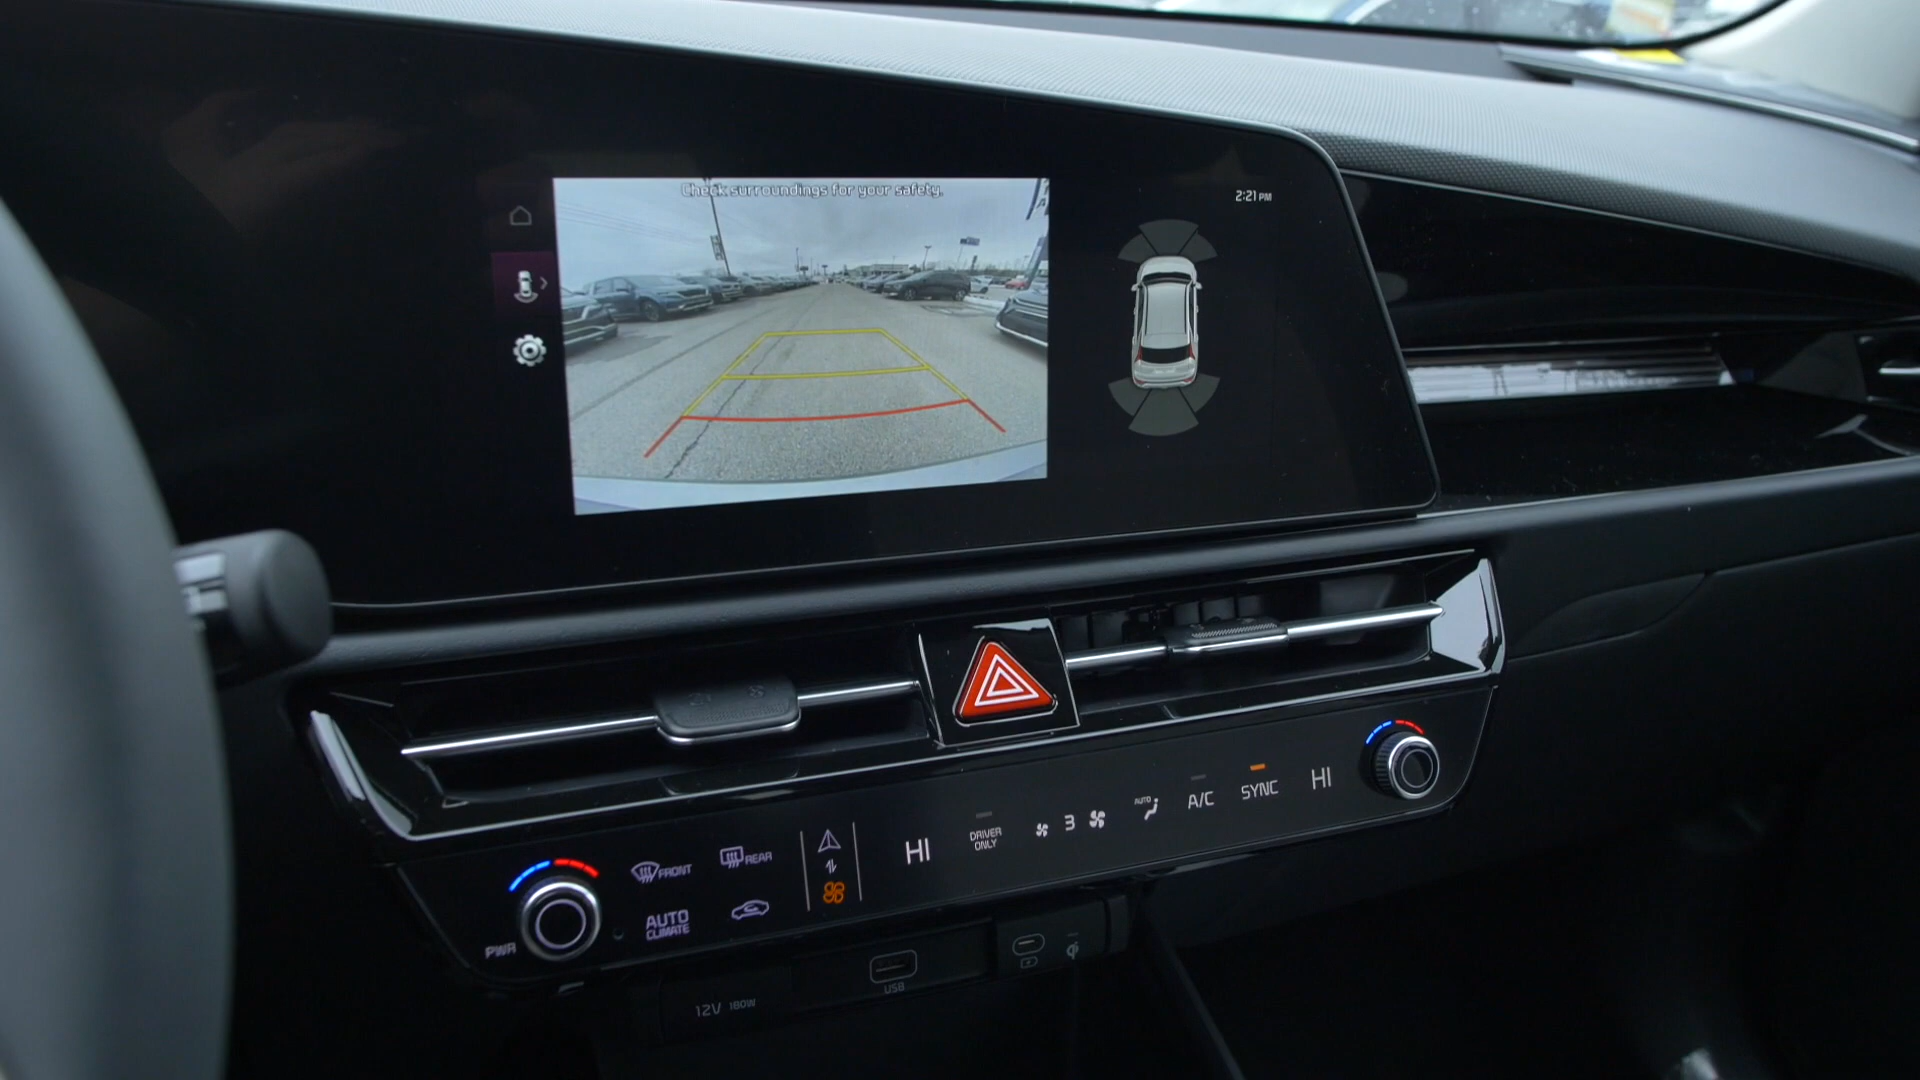 Check surroundings for your safety.
2:21 PM
HI
DRIVER
ONLY
3
AUTO
A/C
SYNC
HI
FRONT
REAR
AUTO
CLIMATE
PWR
USB
12V 180W